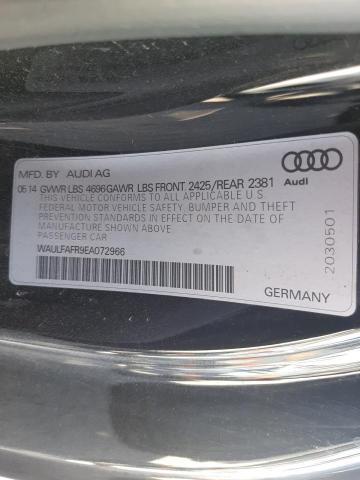 MFD. BY AUDI AG
05 14 GVWR LBS 4696 GAWR LBS FRONT 2425/REAR 2381
THIS VEHICLE CONFORMS TO ALL APPLICABLE U S
FEDERAL MOTOR VEHICLE SAFETY, BUMPER AND THEFT
PREVENTION STANDARDS IN EFFECT ON THE DATE OF
MANUFACTURE SHOWN ABOVE
PASSENGER CAR
WAULFAFR9EA072966
Audi
GERMANY
2030501